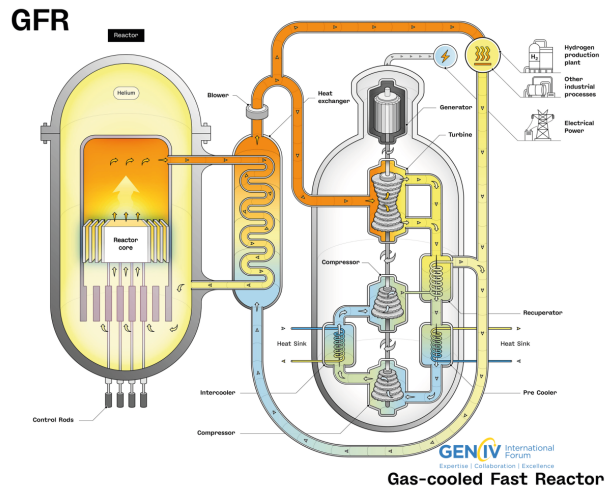 GFR
Reactor
Helium
Blower
Heat
exchanger
H₂
Hydrogen
production
plant
Other
industrial
processes
Electrical
Power
Generator
Turbine
Reactor
core
Compressor
Recuperator
Heat Sink
Heat Sink
Intercooler
Pre Cooler
Control Rods
Compressor
GENIV International
Forum
Expertise | Collaboration | Excellence
Gas-cooled Fast Reactor